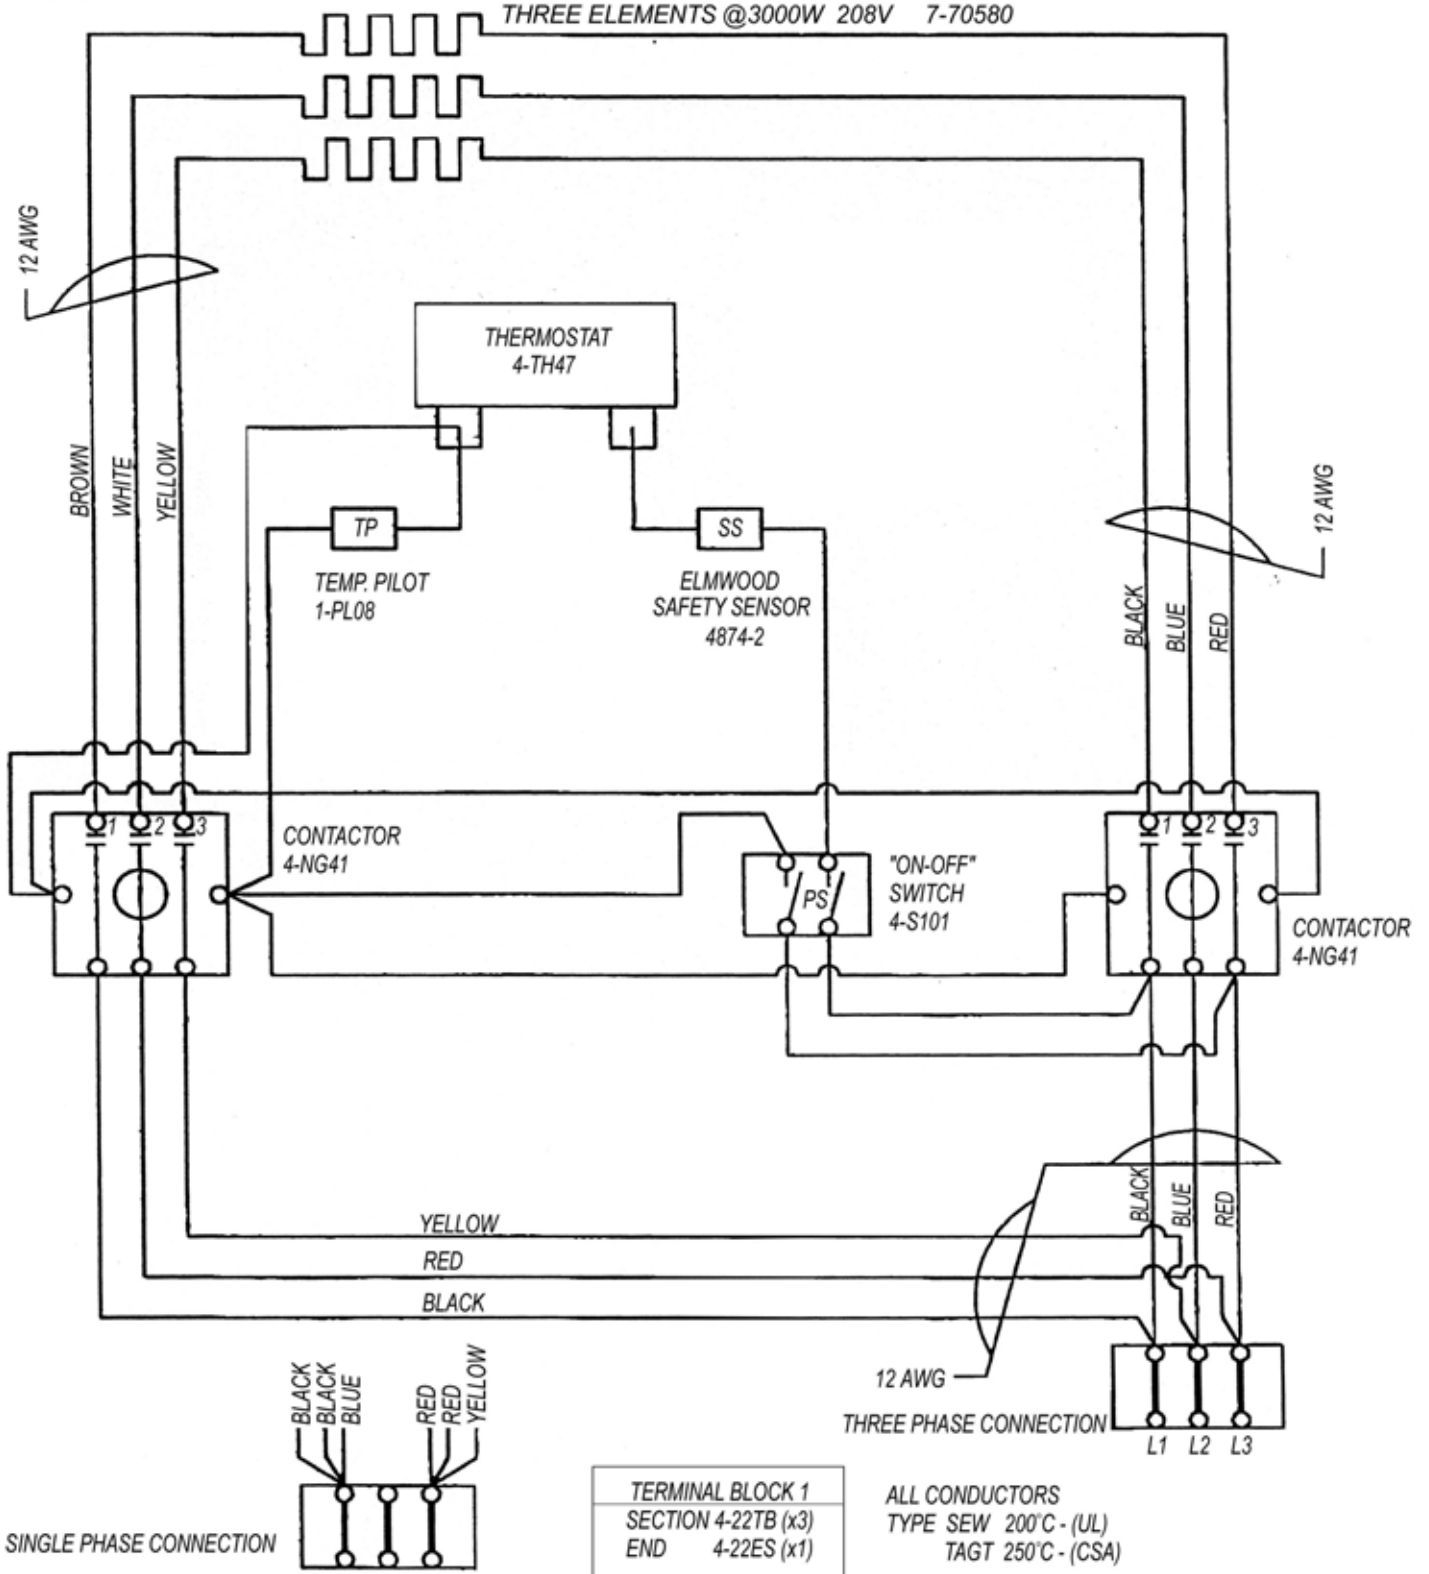 THREE ELEMENTS @3000W 208V 7-70580
12 AWG
THERMOSTAT
4-TH47
BROWN
WHITE
YELLOW
TP
SS
TEMP. PILOT
1-PL08
ELMWOOD
SAFETY SENSOR
4874-2
12 AWG
BLACK
BLUE
RED
1 2 3
CONTACTOR
4-NG41
PS
"ON-OFF"
SWITCH
4-S101
1 2 3
CONTACTOR
4-NG41
BLACK
BLUE
RED
YELLOW
RED
BLACK
12 AWG
THREE PHASE CONNECTION
L1 L2 L3
BLACK
BLACK
BLUE
RED
RED
YELLOW
SINGLE PHASE CONNECTION
TERMINAL BLOCK 1
SECTION 4-22TB (x3)
END 4-22ES (x1)
ALL CONDUCTORS
TYPE SEW 200°C - (UL)
TAGT 250°C - (CSA)